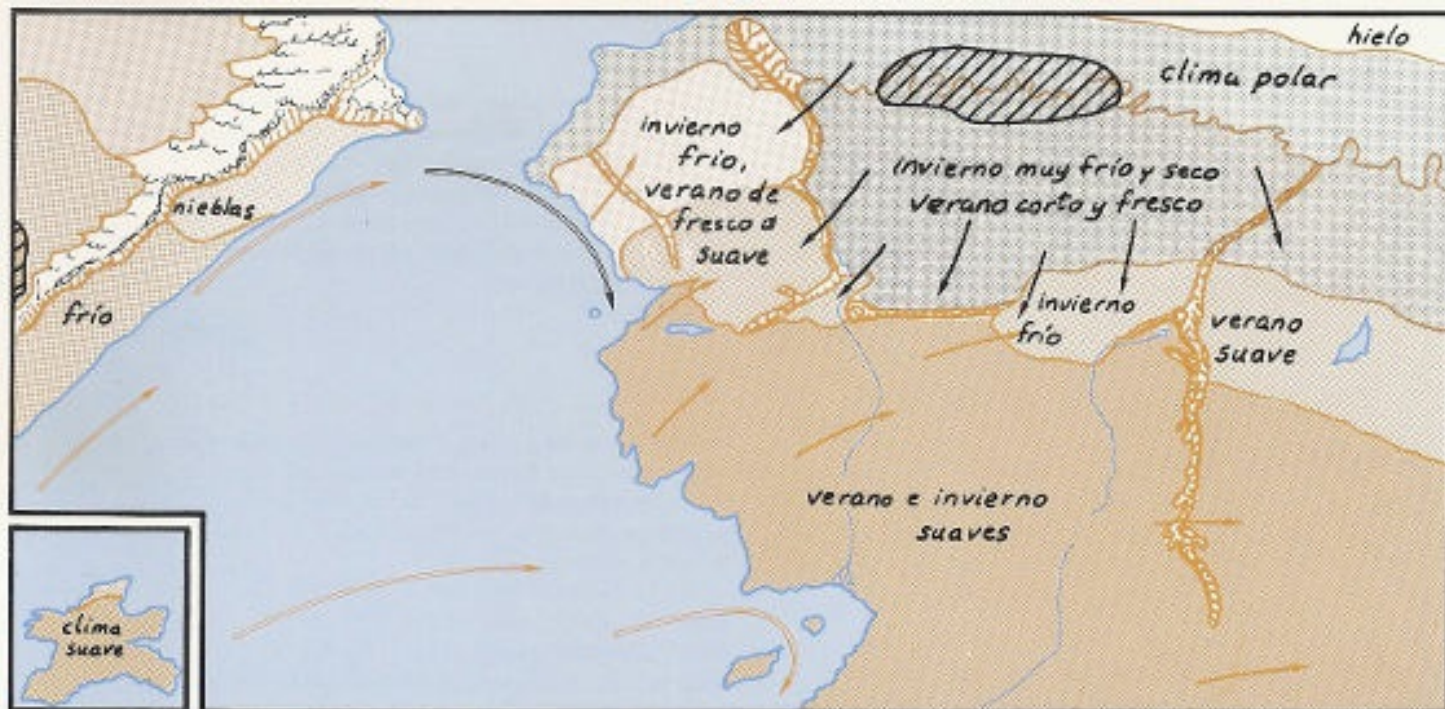 hielo
clima polar
invierno
frío,
verano de
fresco a
suave
invierno muy frío y seco
verano corto y fresco
nieblas
frío
invierno
frío
verano
suave
verano e invierno
suaves
clima
suave